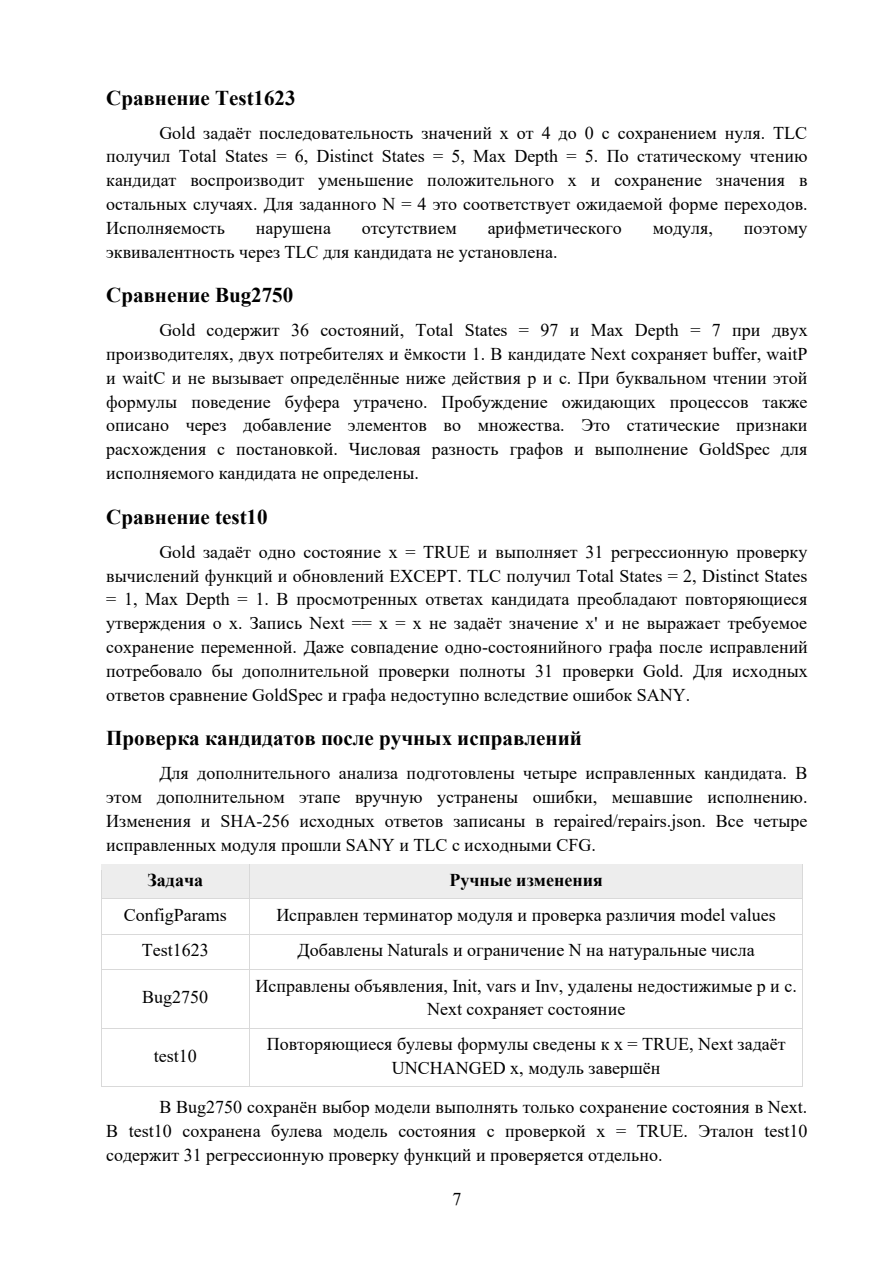 Сравнение Test1623
Gold задаёт последовательность значений x от 4 до 0 с сохранением нуля. TLC
получил Total States = 6, Distinct States = 5, Max Depth = 5. По статическому чтению
кандидат воспроизводит уменьшение положительного x и сохранение значения в
остальных случаях. Для заданного N = 4 это соответствует ожидаемой форме переходов.
Исполняемость нарушена отсутствием арифметического модуля, поэтому
эквивалентность через TLC для кандидата не установлена.
Сравнение Bug2750
Gold содержит 36 состояний, Total States = 97 и Max Depth = 7 при двух
производителях, двух потребителях и ёмкости 1. В кандидате Next сохраняет buffer, waitP
и waitC и не вызывает определённые ниже действия p и c. При буквальном чтении этой
формулы поведение буфера утрачено. Пробуждение ожидающих процессов также
описано через добавление элементов во множества. Это статические признаки
расхождения с постановкой. Числовая разность графов и выполнение GoldSpec для
исполняемого кандидата не определены.
Сравнение test10
Gold задаёт одно состояние x = TRUE и выполняет 31 регрессионную проверку
вычислений функций и обновлений EXCEPT. TLC получил Total States = 2, Distinct States
= 1, Max Depth = 1. В просмотренных ответах кандидата преобладают повторяющиеся
утверждения о x. Запись Next == x = x не задаёт значение x' и не выражает требуемое
сохранение переменной. Даже совпадение одно-состоянийного графа после исправлений
потребовало бы дополнительной проверки полноты 31 проверки Gold. Для исходных
ответов сравнение GoldSpec и графа недоступно вследствие ошибок SANY.
Проверка кандидатов после ручных исправлений
Для дополнительного анализа подготовлены четыре исправленных кандидата. В
этом дополнительном этапе вручную устранены ошибки, мешавшие исполнению.
Изменения и SHA-256 исходных ответов записаны в repaired/repairs.json. Все четыре
исправленных модуля прошли SANY и TLC с исходными CFG.
Задача Ручные изменения
ConfigParams Исправлен терминатор модуля и проверка различия model values
Test1623 Добавлены Naturals и ограничение N на натуральные числа
Bug2750 Исправлены объявления, Init, vars и Inv, удалены недостижимые p и c.
Next сохраняет состояние
test10 Повторяющиеся булевы формулы сведены к x = TRUE, Next задаёт
UNCHANGED x, модуль завершён
В Bug2750 сохранён выбор модели выполнять только сохранение состояния в Next.
В test10 сохранена булева модель состояния с проверкой x = TRUE. Эталон test10
содержит 31 регрессионную проверку функций и проверяется отдельно.
7